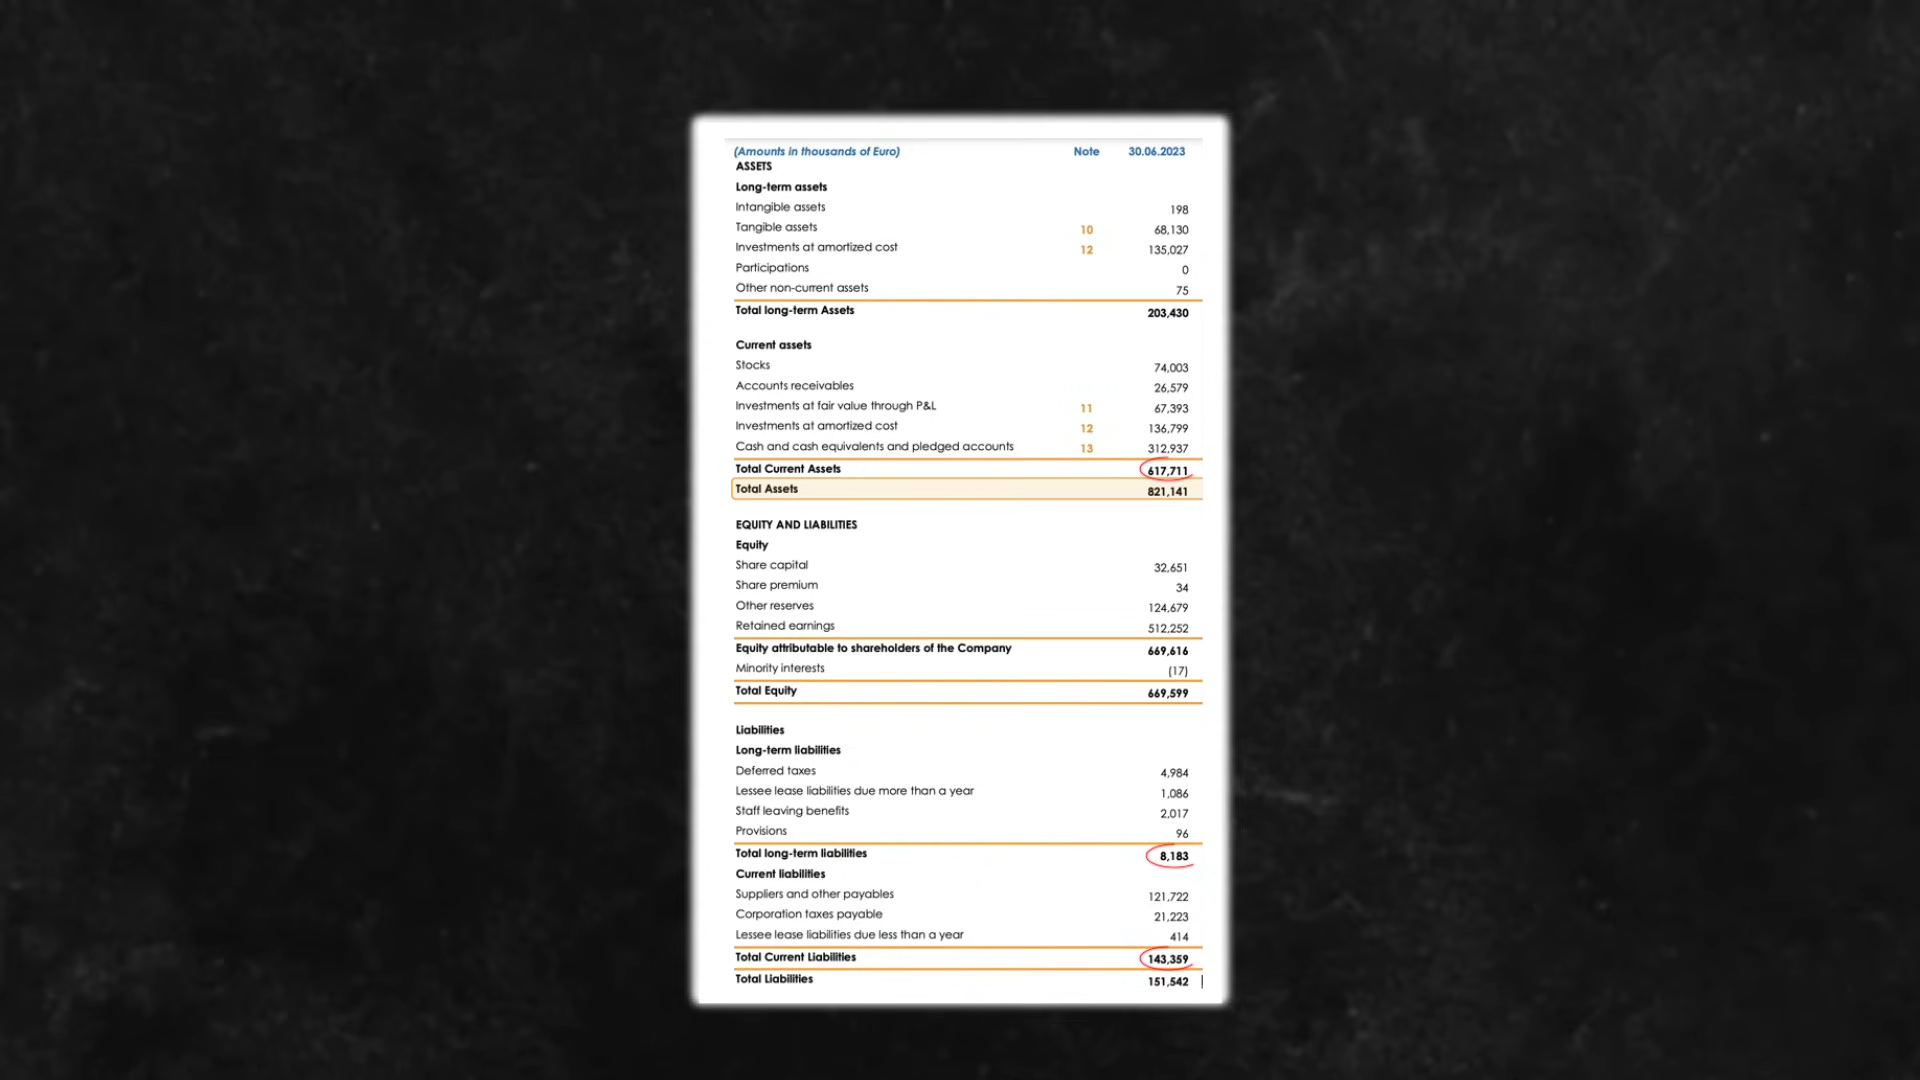 (Amounts in thousands of Euro) Note 30.06.2023
ASSETS
Long-term assets
Intangible assets 198
Tangible assets 10 68,130
Investments at amortized cost 12 135,027
Participations 0
Other non-current assets 75
Total long-term Assets 203,430
Current assets
Stocks 74,003
Accounts receivables 26,579
Investments at fair value through P&L 11 67,393
Investments at amortized cost 12 136,799
Cash and cash equivalents and pledged accounts 13 312,937
Total Current Assets 617,711
Total Assets 821,141
EQUITY AND LIABILITIES
Equity
Share capital 32,651
Share premium 34
Other reserves 124,679
Retained earnings 512,252
Equity attributable to shareholders of the Company 669,616
Minority interests (17)
Total Equity 669,599
Liabilities
Long-term liabilities
Deferred taxes 4,984
Lessee lease liabilities due more than a year 1,086
Staff leaving benefits 2,017
Provisions 96
Total long-term liabilities 8,183
Current liabilities
Suppliers and other payables 121,722
Corporation taxes payable 21,223
Lessee lease liabilities due less than a year 414
Total Current Liabilities 143,359
Total Liabilities 151,542